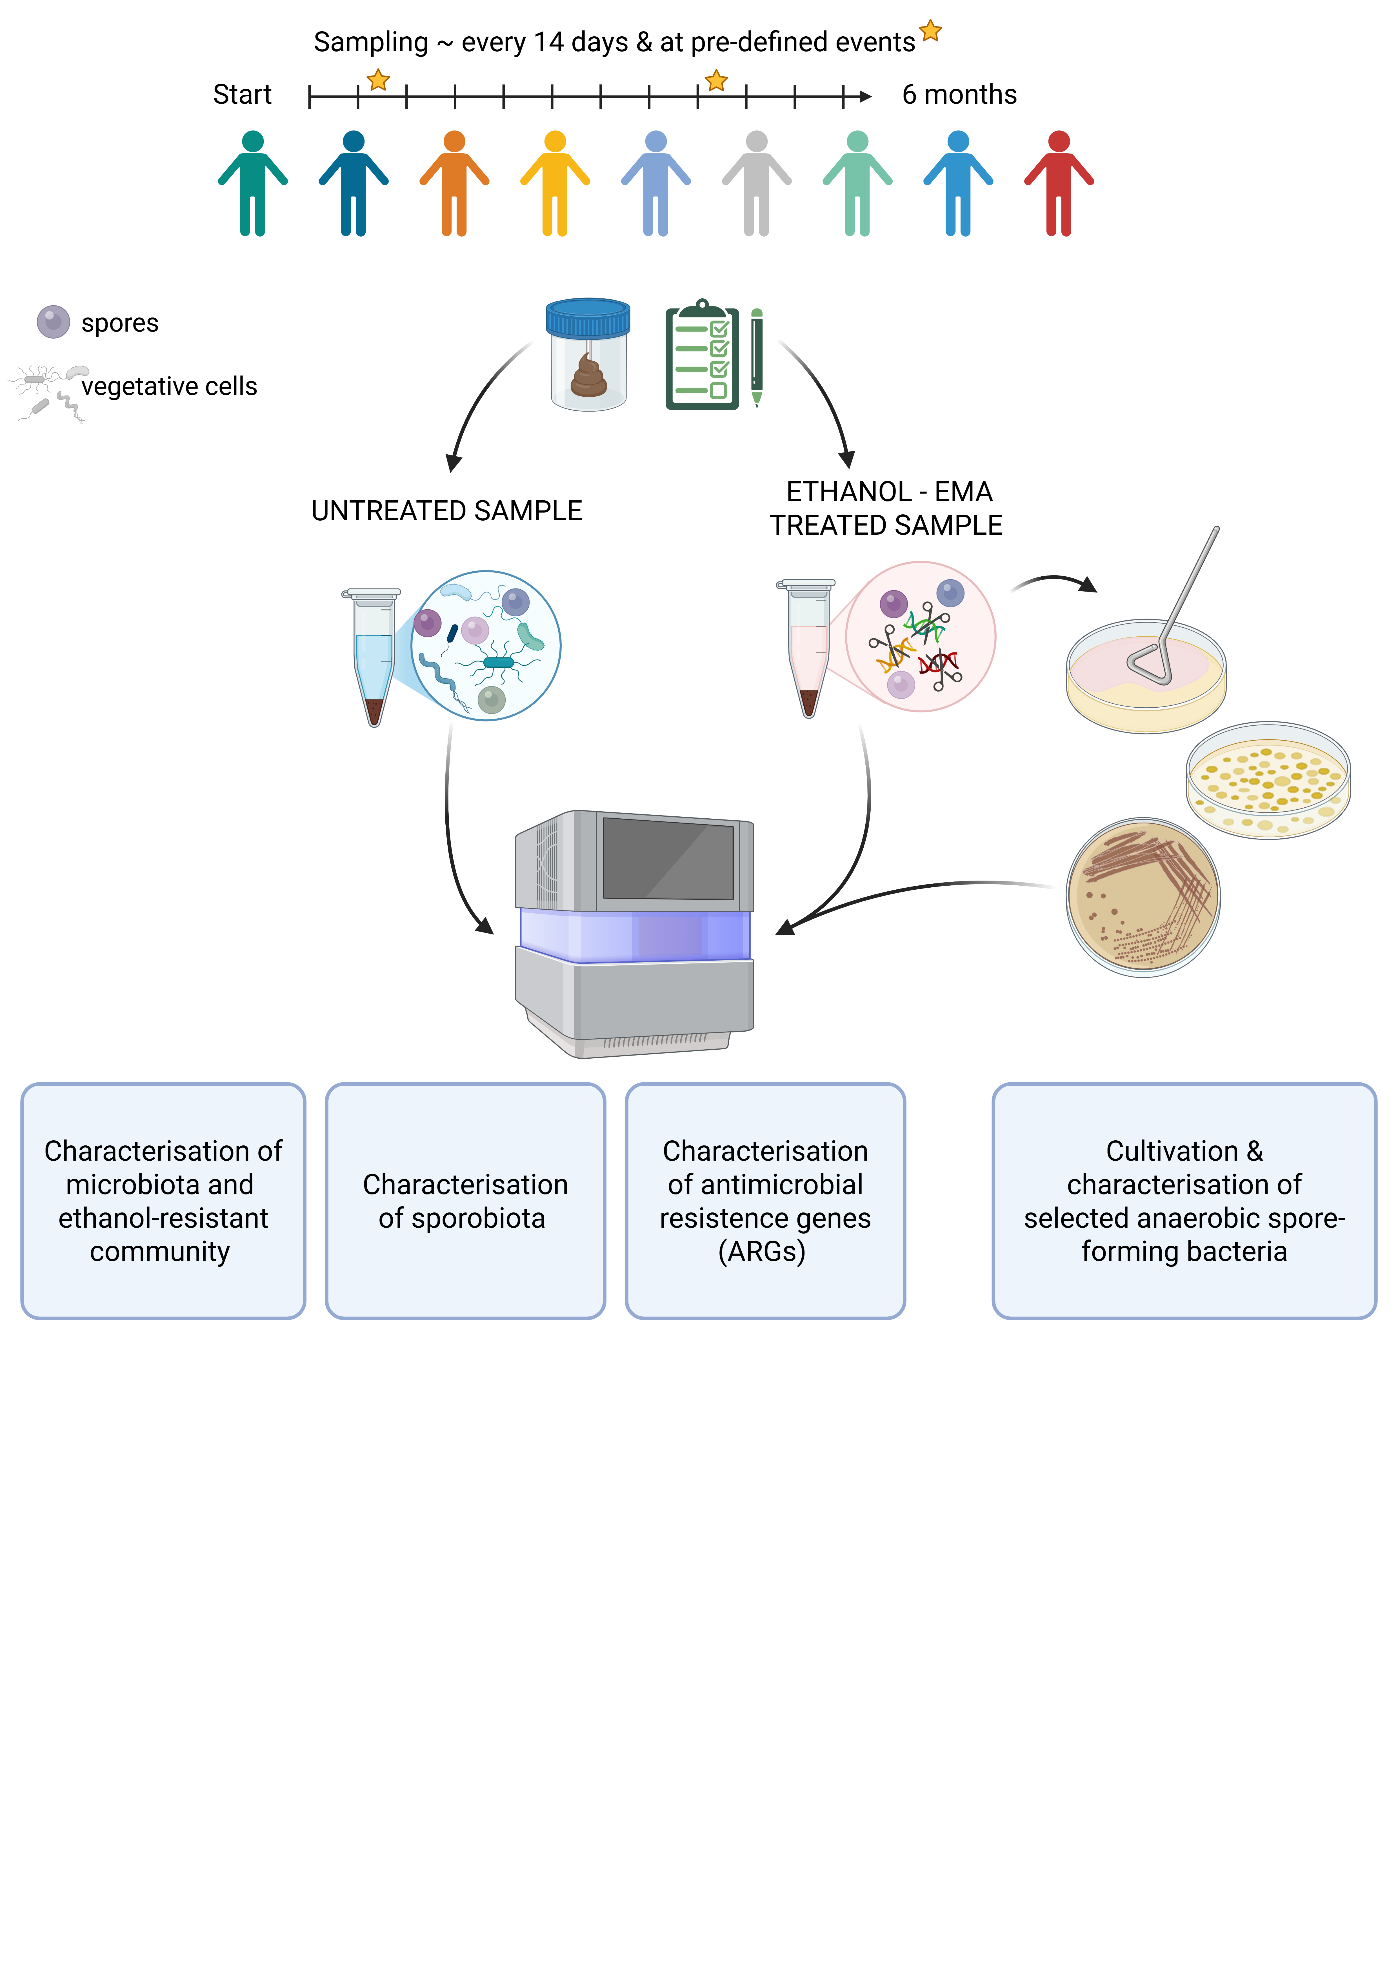 Sampling ~ every 14 days & at pre-defined events
Start
6 months
spores
vegetative cells
UNTREATED SAMPLE
ETHANOL - EMA
TREATED SAMPLE
Characterisation of
microbiota and
ethanol-resistant
community
Characterisation
of sporobiota
Characterisation
of antimicrobial
resistence genes
(ARGs)
Cultivation &
characterisation of
selected anaerobic spore-
forming bacteria